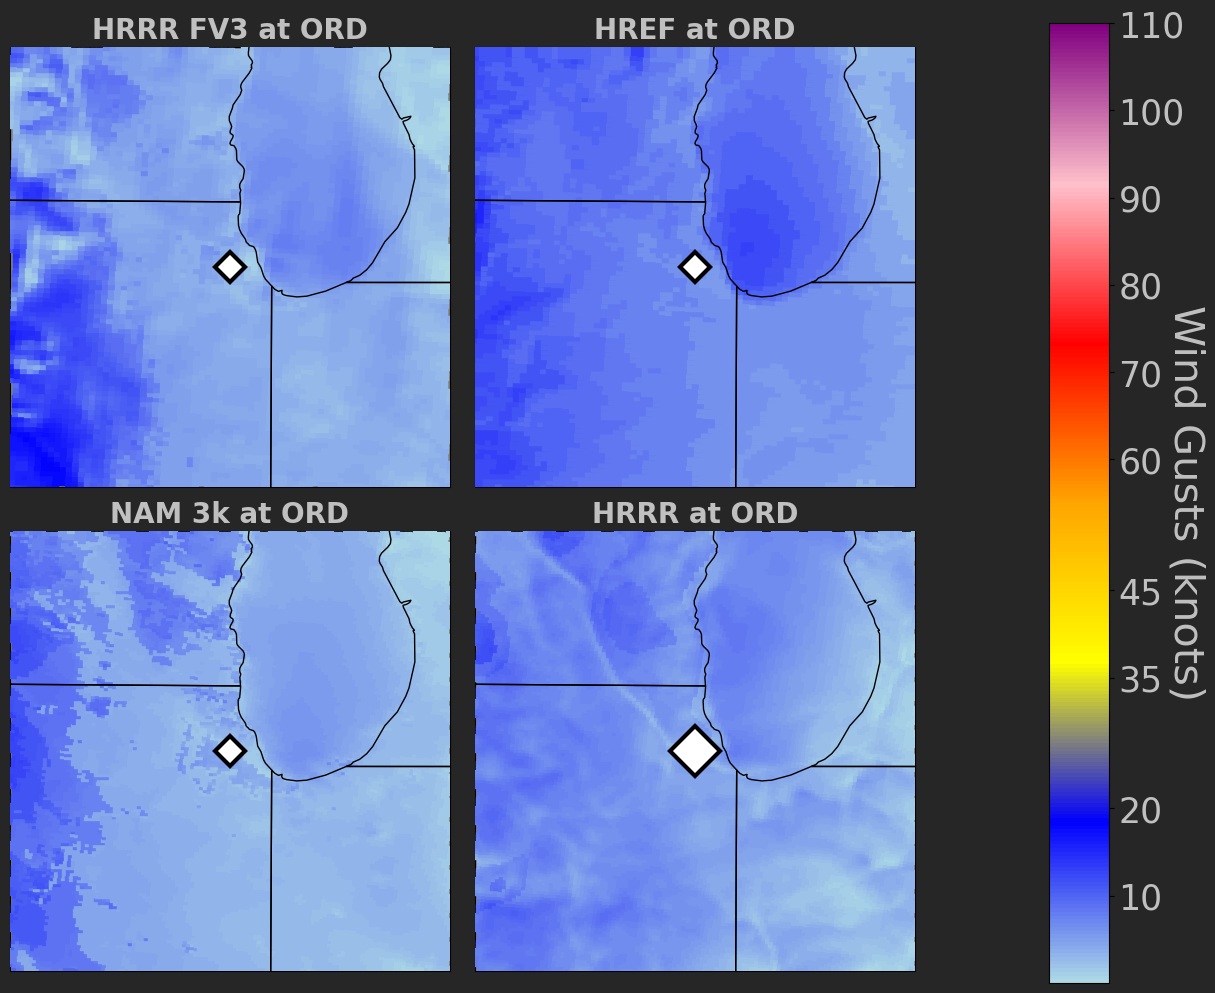 HRRR FV3 at ORD
HREF at ORD
NAM 3k at ORD
HRRR at ORD
110
100
90
80
70
60
45
35
20
10
Wind Gusts (knots)